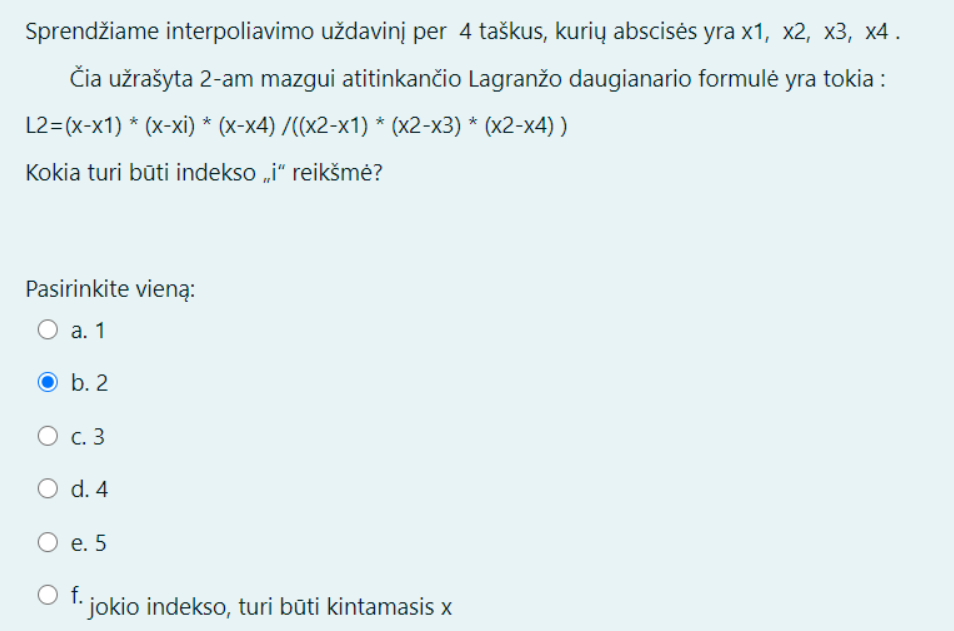 Sprendžiame interpoliavimo uždavinį per 4 taškus, kurių abscisės yra x1, x2, x3, x4 .
Čia užrašyta 2-am mazgui atitinkančio Lagranžo daugianario formulė yra tokia :
L2=(x-x1) * (x-xi) * (x-x4) /((x2-x1) * (x2-x3) * (x2-x4) )
Kokia turi būti indekso „i“ reikšmė?
Pasirinkite vieną:
a. 1
b. 2
c. 3
d. 4
e. 5
f. jokio indekso, turi būti kintamasis x